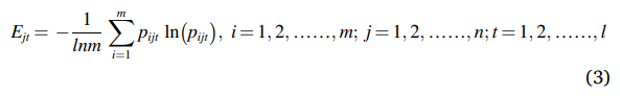 E_{jt} = -\frac{1}{lnm} \sum_{i=1}^{m} p_{ijt} \ln(p_{ijt}), i = 1, 2, ……, m; j = 1, 2, ……, n; t = 1, 2, ……, l
(3)